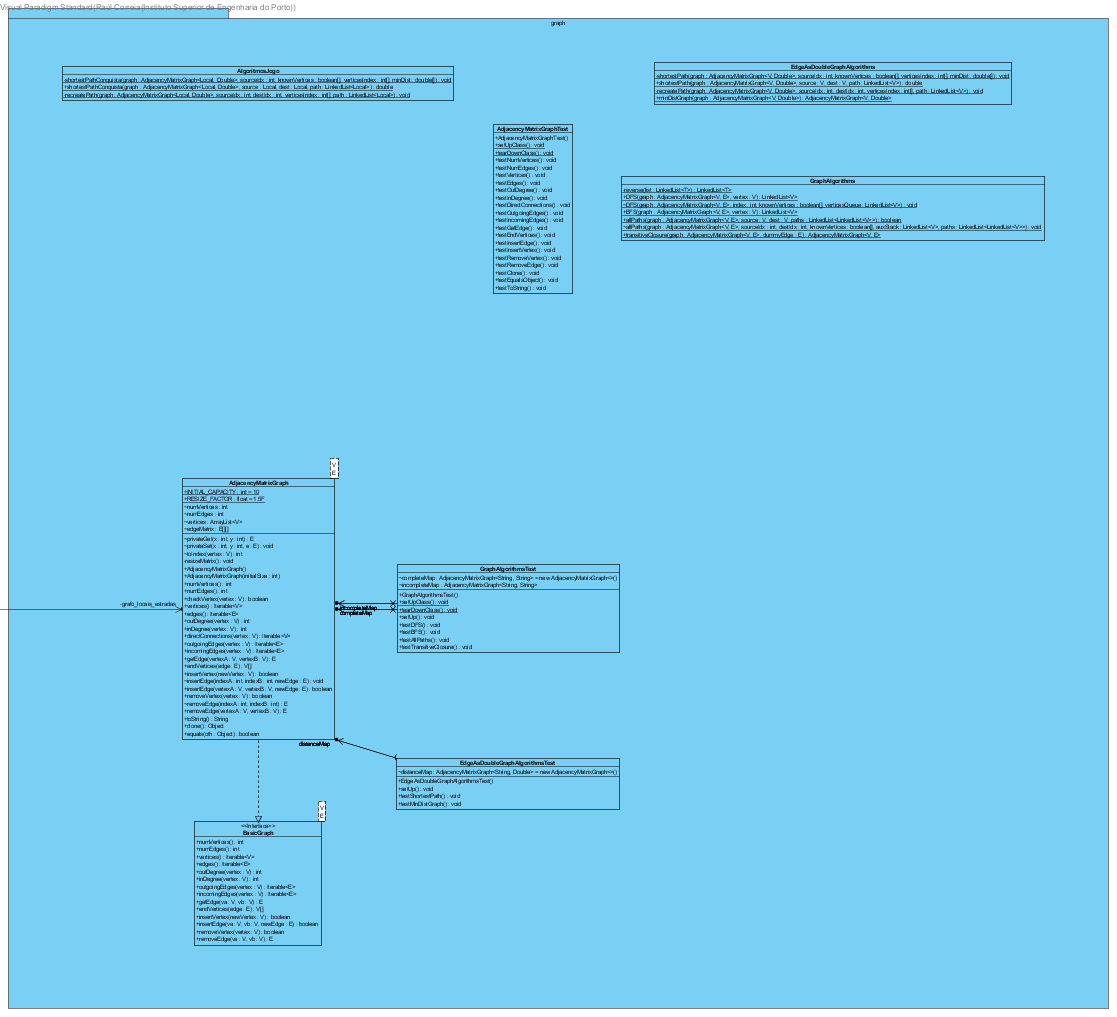 Visual Paradigm Standard(Raúl Correia(Instituto Superior de Engenharia do Porto))
graph
AlgoritmosJogo
-shortestPathConquista(graph : AdjacencyMatrixGraph<Local, Double>, sourceIdx : int, knownVertices : boolean[], verticesIndex : int[], minDist : double[]) : void
+shortestPathConquista(graph : AdjacencyMatrixGraph<Local, Double>, source : Local, dest : Local, path : LinkedList<Local>) : double
-recreatePath(graph : AdjacencyMatrixGraph<Local, Double>, sourceIdx : int, destIdx : int, verticesIndex : int[], path : LinkedList<Local>) : void
EdgeAsDoubleGraphAlgorithms
-shortestPath(graph : AdjacencyMatrixGraph<V, Double>, sourceIdx : int, knownVertices : boolean[], verticesIndex : int[], minDist : double[]) : void
+shortestPath(graph : AdjacencyMatrixGraph<V, Double>, source : V, dest : V, path : LinkedList<V>) : double
-recreatePath(graph : AdjacencyMatrixGraph<V, Double>, sourceIdx : int, destIdx : int, verticesIndex : int[], path : LinkedList<V>) : void
+minDistGraph(graph : AdjacencyMatrixGraph<V, Double>) : AdjacencyMatrixGraph<V, Double>
AdjacencyMatrixGraphTest
+AdjacencyMatrixGraphTest()
+setUpClass() : void
+tearDownClass() : void
+testNumVertices() : void
+testNumEdges() : void
+testVertices() : void
+testEdges() : void
+testOutDegree() : void
+testInDegree() : void
+testDirectConnections() : void
+testOutgoingEdges() : void
+testIncomingEdges() : void
+testGetEdge() : void
+testEndVertices() : void
+testInsertEdge() : void
+testInsertVertex() : void
+testRemoveVertex() : void
+testRemoveEdge() : void
+testClone() : void
+testEqualsObject() : void
+testToString() : void
GraphAlgorithms
-reverse(list : LinkedList<T>) : LinkedList<T>
+DFS(graph : AdjacencyMatrixGraph<V, E>, vertex : V) : LinkedList<V>
~DFS(graph : AdjacencyMatrixGraph<V, E>, index : int, knownVertices : boolean[], verticesQueue : LinkedList<V>) : void
+BFS(graph : AdjacencyMatrixGraph<V, E>, vertex : V) : LinkedList<V>
+allPaths(graph : AdjacencyMatrixGraph<V, E>, source : V, dest : V, paths : LinkedList<LinkedList<V>>) : boolean
~allPaths(graph : AdjacencyMatrixGraph<V, E>, sourceIdx : int, destIdx : int, knownVertices : boolean[], auxStack : LinkedList<V>, paths : LinkedList<LinkedList<V>>) : void
+transitiveClosure(graph : AdjacencyMatrixGraph<V, E>, dummyEdge : E) : AdjacencyMatrixGraph<V, E>
V
E
AdjacencyMatrixGraph
+INITIAL_CAPACITY : int = 10
+RESIZE_FACTOR : float = 1.5F
~numVertices : int
~numEdges : int
~vertices : ArrayList<V>
~edgeMatrix : E[][]
~privateGet(x : int, y : int) : E
~privateSet(x : int, y : int, e : E) : void
~toIndex(vertex : V) : int
-resizeMatrix() : void
+AdjacencyMatrixGraph()
+AdjacencyMatrixGraph(initialSize : int)
+numVertices() : int
+numEdges() : int
+checkVertex(vertex : V) : boolean
+vertices() : Iterable<V>
+edges() : Iterable<E>
+outDegree(vertex : V) : int
+inDegree(vertex : V) : int
+directConnections(vertex : V) : Iterable<V>
+outgoingEdges(vertex : V) : Iterable<E>
+incomingEdges(vertex : V) : Iterable<E>
+getEdge(vertexA : V, vertexB : V) : E
+endVertices(edge : E) : V[]
+insertVertex(newVertex : V) : boolean
~insertEdge(indexA : int, indexB : int, newEdge : E) : void
+insertEdge(vertexA : V, vertexB : V, newEdge : E) : boolean
+removeVertex(vertex : V) : boolean
~removeEdge(indexA : int, indexB : int) : E
+removeEdge(vertexA : V, vertexB : V) : E
+toString() : String
+clone() : Object
+equals(oth : Object) : boolean
-grafo_locais_estradas
incompleteMap
completeMap
GraphAlgorithmsTest
~completeMap : AdjacencyMatrixGraph<String, String> = new AdjacencyMatrixGraph<>()
~incompleteMap : AdjacencyMatrixGraph<String, String>
+GraphAlgorithmsTest()
+setUpClass() : void
+tearDownClass() : void
+setUp() : void
+testDFS() : void
+testBFS() : void
+testAllPaths() : void
+testTransitiveClosure() : void
distanceMap
EdgeAsDoubleGraphAlgorithmsTest
~distanceMap : AdjacencyMatrixGraph<String, Double> = new AdjacencyMatrixGraph<>()
+EdgeAsDoubleGraphAlgorithmsTest()
+setUp() : void
+testShortestPath() : void
+testMinDistGraph() : void
V
E
<<Interface>>
BasicGraph
+numVertices() : int
+numEdges() : int
+vertices() : Iterable<V>
+edges() : Iterable<E>
+outDegree(vertex : V) : int
+inDegree(vertex : V) : int
+outgoingEdges(vertex : V) : Iterable<E>
+incomingEdges(vertex : V) : Iterable<E>
+getEdge(va : V, vb : V) : E
+endVertices(edge : E) : V[]
+insertVertex(newVertex : V) : boolean
+insertEdge(va : V, vb : V, newEdge : E) : boolean
+removeVertex(vertex : V) : boolean
+removeEdge(va : V, vb : V) : E